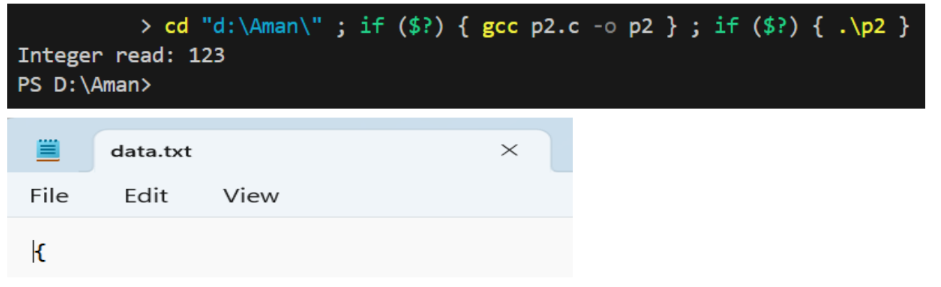 > cd "d:\Aman\" ; if ($?) { gcc p2.c -o p2 } ; if ($?) { .\p2 }
Integer read: 123
PS D:\Aman>
data.txt
File Edit View
{